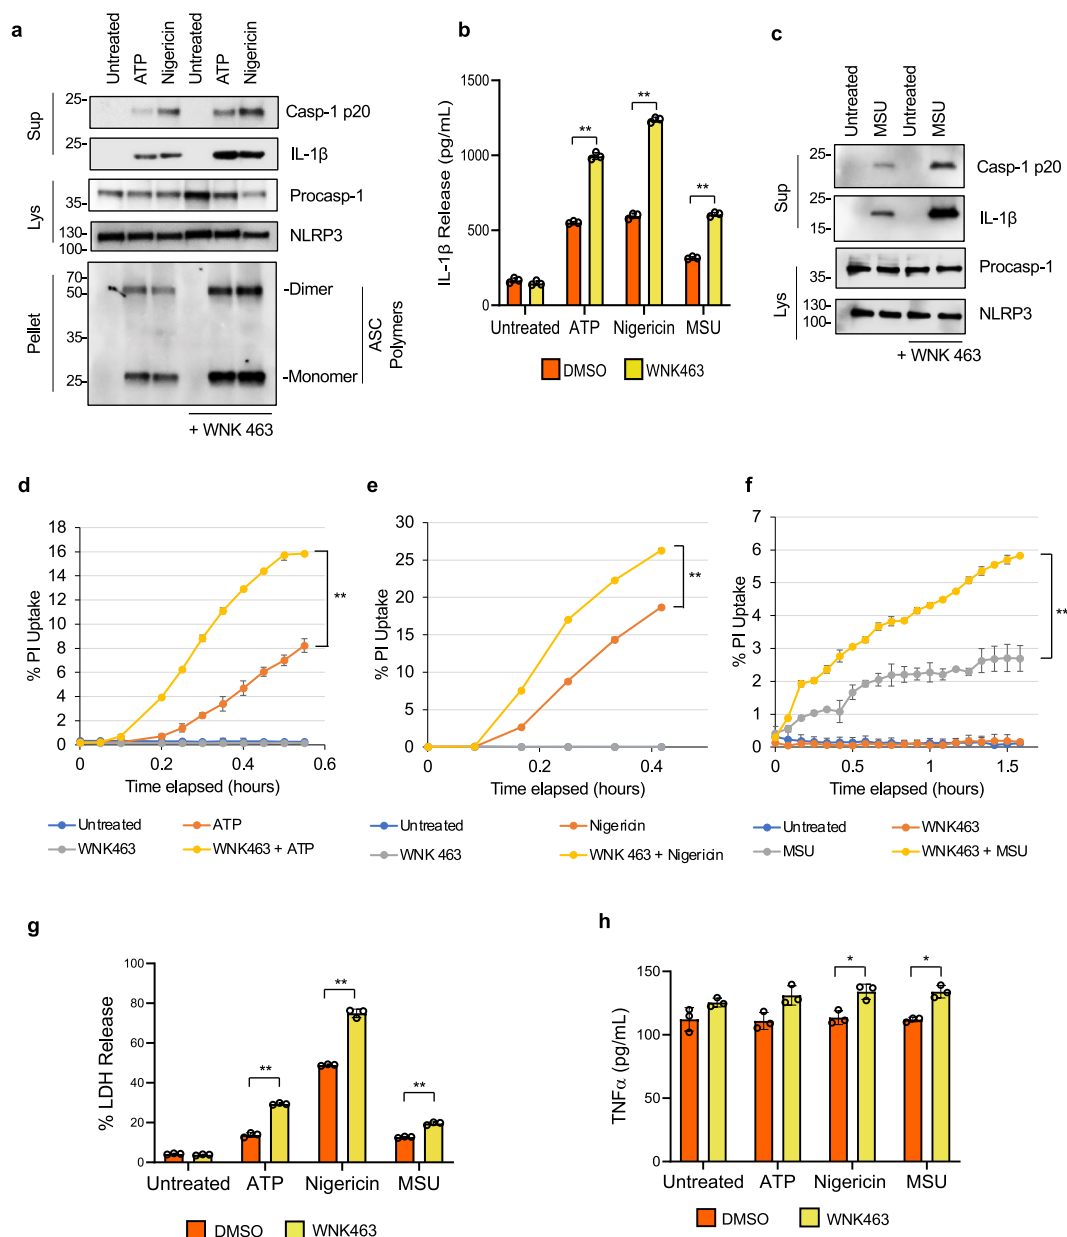 a
Untreated
ATP
Nigericin
Untreated
ATP
Nigericin
Sup
25-
Casp-1 p20
25-
IL-1β
Lys
35-
Procasp-1
130-
100-
NLRP3
Pellet
70-
50-
35-
25-
-Dimer
-Monomer
ASC
Polymers
+ WNK 463
b
IL-1β Release (pg/mL)
1500
1000
500
0
**
**
**
Untreated ATP Nigericin MSU
DMSO WNK463
c
Untreated
MSU
Untreated
MSU
Sup
25-
Casp-1 p20
25-
15-
IL-1β
Lys
35-
Procasp-1
130-
100-
NLRP3
+ WNK 463
d
% PI Uptake
18
16
14
12
10
8
6
4
2
0
**
0 0.2 0.4 0.6
Time elapsed (hours)
Untreated ATP
WNK463 WNK463 + ATP
e
% PI Uptake
30
25
20
15
10
5
0
**
0 0.2 0.4
Time elapsed (hours)
Untreated Nigericin
WNK 463 WNK 463 + Nigericin
f
% PI Uptake
7
6
5
4
3
2
1
0
**
0 0.5 1 1.5
Time elapsed (hours)
Untreated WNK463
MSU WNK463 + MSU
g
% LDH Release
100
80
60
40
20
0
**
**
**
Untreated ATP Nigericin MSU
DMSO WNK463
h
TNFα (pg/mL)
150
100
50
0
*
*
Untreated ATP Nigericin MSU
DMSO WNK463